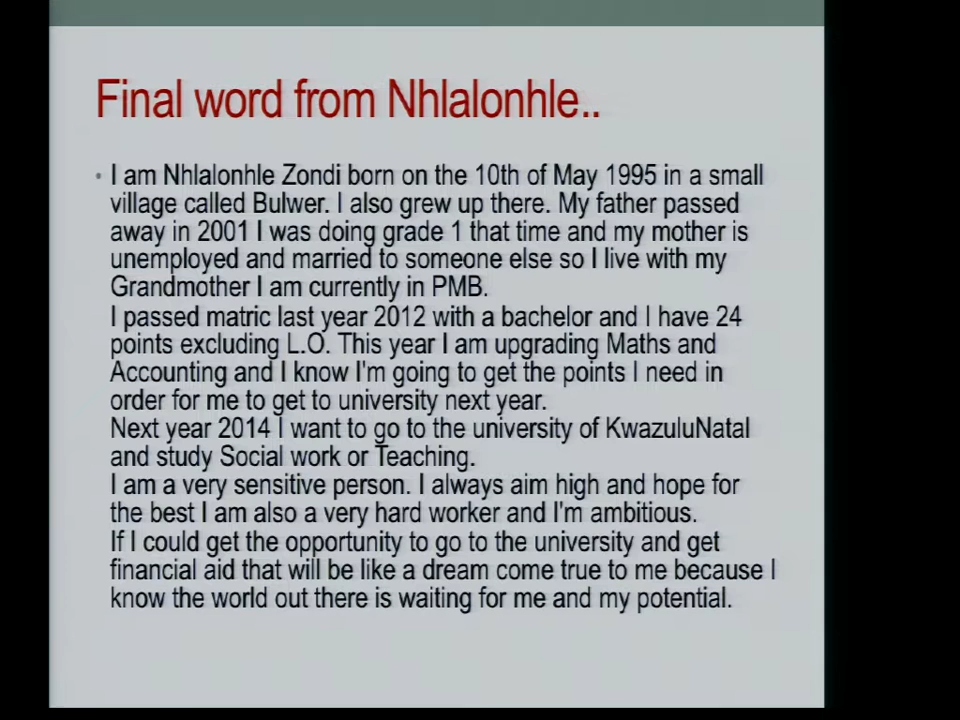 Final word from Nhlalonhle..
• I am Nhlalonhle Zondi born on the 10th of May 1995 in a small
village called Bulwer. I also grew up there. My father passed
away in 2001 I was doing grade 1 that time and my mother is
unemployed and married to someone else so I live with my
Grandmother I am currently in PMB.
I passed matric last year 2012 with a bachelor and I have 24
points excluding L.O. This year I am upgrading Maths and
Accounting and I know I'm going to get the points I need in
order for me to get to university next year.
Next year 2014 I want to go to the university of KwazuluNatal
and study Social work or Teaching.
I am a very sensitive person. I always aim high and hope for
the best I am also a very hard worker and I'm ambitious.
If I could get the opportunity to go to the university and get
financial aid that will be like a dream come true to me because I
know the world out there is waiting for me and my potential.